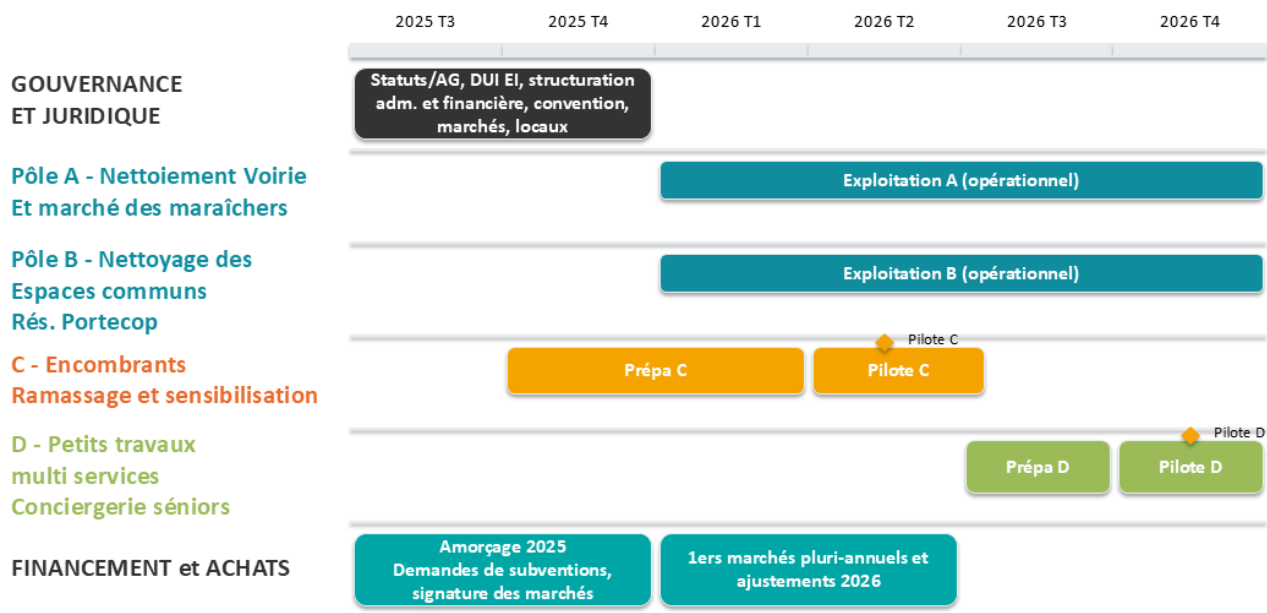 2025 T3
2025 T4
2026 T1
2026 T2
2026 T3
2026 T4
GOUVERNANCE
ET JURIDIQUE
Statuts/AG, DUI EI, structuration
adm. et financière, convention,
marchés, locaux
Pôle A - Nettoiement Voirie
Et marché des maraîchers
Exploitation A (opérationnel)
Pôle B - Nettoyage des
Espaces communs
Rés. Portecop
Exploitation B (opérationnel)
C - Encombrants
Ramassage et sensibilisation
Prépa C
Pilote C
Pilote C
D - Petits travaux
multi services
Conciergerie séniors
Prépa D
Pilote D
Pilote D
FINANCEMENT et ACHATS
Amorçage 2025
Demandes de subventions,
signature des marchés
1ers marchés pluri-annuels et
ajustements 2026